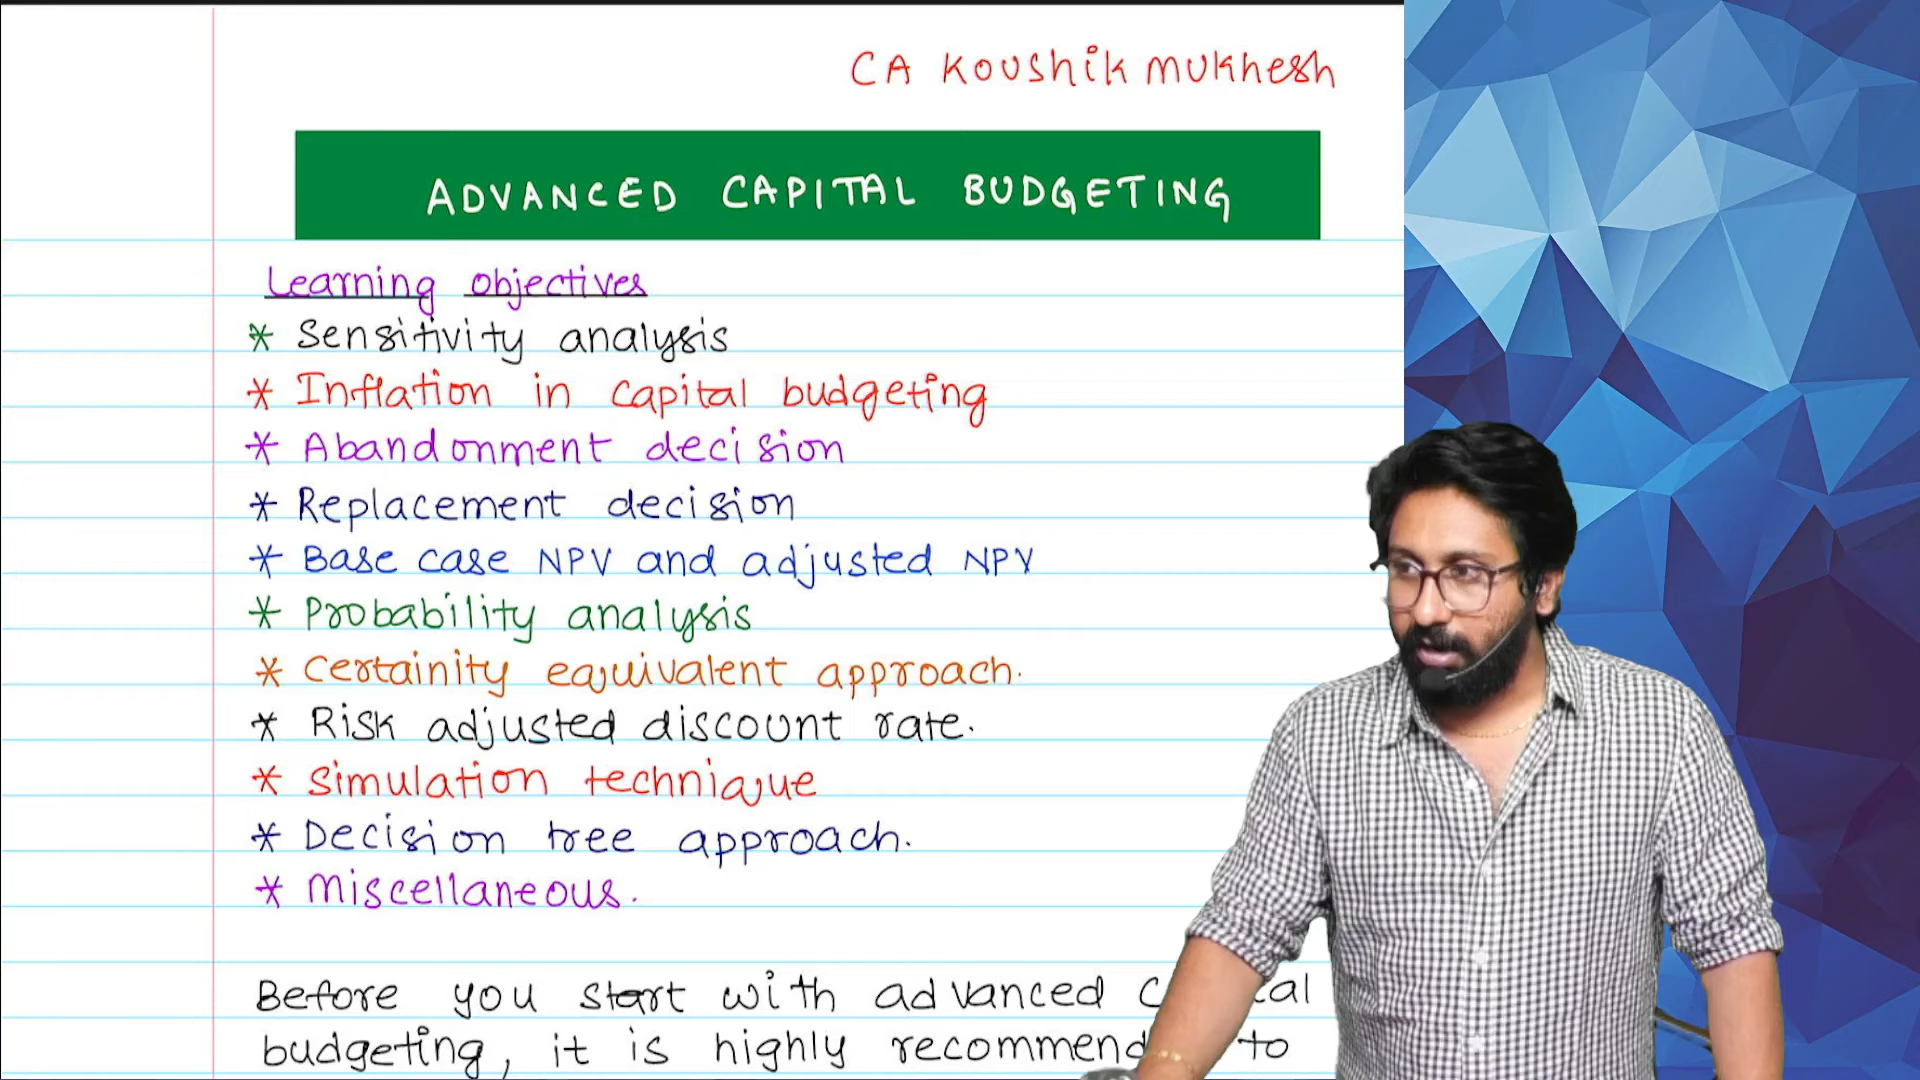 CA Koushik Mukhesh
ADVANCED CAPITAL BUDGETING
Learning objectives
* Sensitivity analysis
* Inflation in capital budgeting
* Abandonment decision
* Replacement decision
* Base case NPV and adjusted NPV
* Probability analysis
* Certainity equivalent approach.
* Risk adjusted discount rate.
* Simulation technique
* Decision tree approach.
* Miscellaneous.
Before you start with advanced
budgeting, it is highly to